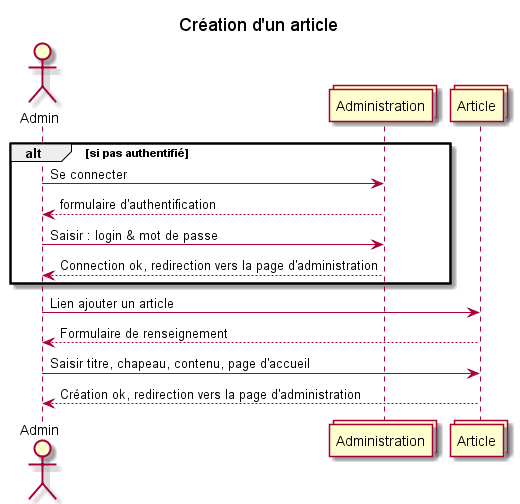 Création d'un article
Admin
Administration
Article
alt
[si pas authentifié]
Se connecter
formulaire d'authentification
Saisir : login & mot de passe
Connection ok, redirection vers la page d'administration
Lien ajouter un article
Formulaire de renseignement
Saisir titre, chapeau, contenu, page d'accueil
Création ok, redirection vers la page d'administration
Admin
Administration
Article